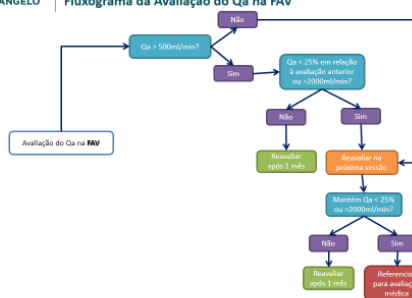 ANGELO
Fluxograma da Avaliação do Qa na FAV
Não
Qa > 500ml/min?
Sim
Qa < 25% em relação
à avaliação anterior
ou >2000ml/min?
Não
Sim
Avaliação do Qa na FAV
Reavaliar
após 1 mês
Reavaliar na
próxima sessão
Mantém Qa < 25%
ou >2000ml/min?
Não
Sim
Reavaliar
após 1 mês
Referencia
para avalia
médica